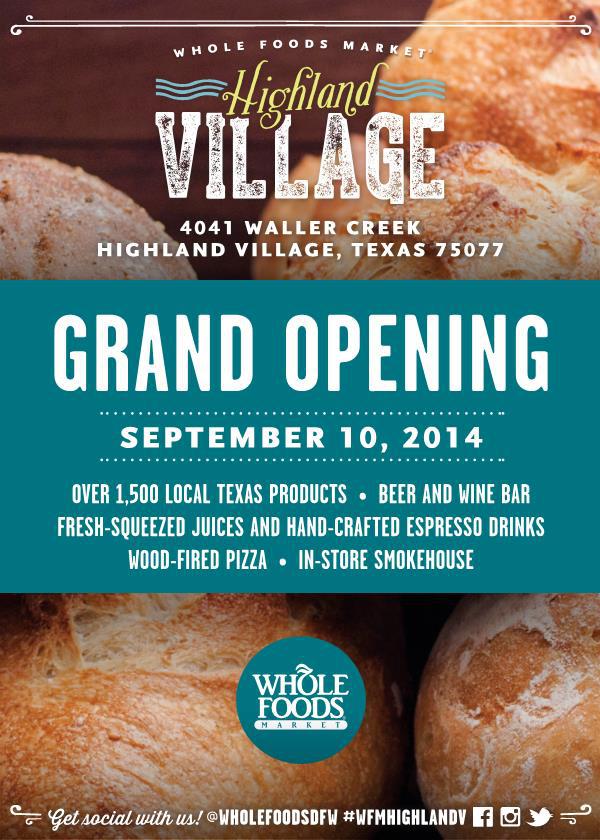 WHOLE FOODS MARKET
Highland
VILLAGE
4041 WALLER CREEK
HIGHLAND VILLAGE, TEXAS 75077
GRAND OPENING
SEPTEMBER 10, 2014
OVER 1,500 LOCAL TEXAS PRODUCTS • BEER AND WINE BAR
FRESH-SQUEEZED JUICES AND HAND-CRAFTED ESPRESSO DRINKS
WOOD-FIRED PIZZA • IN-STORE SMOKEHOUSE
WHOLE
FOODS
MARKET
Get social with us! @WHOLEFOODSDFW #WFMHIGHLANDV